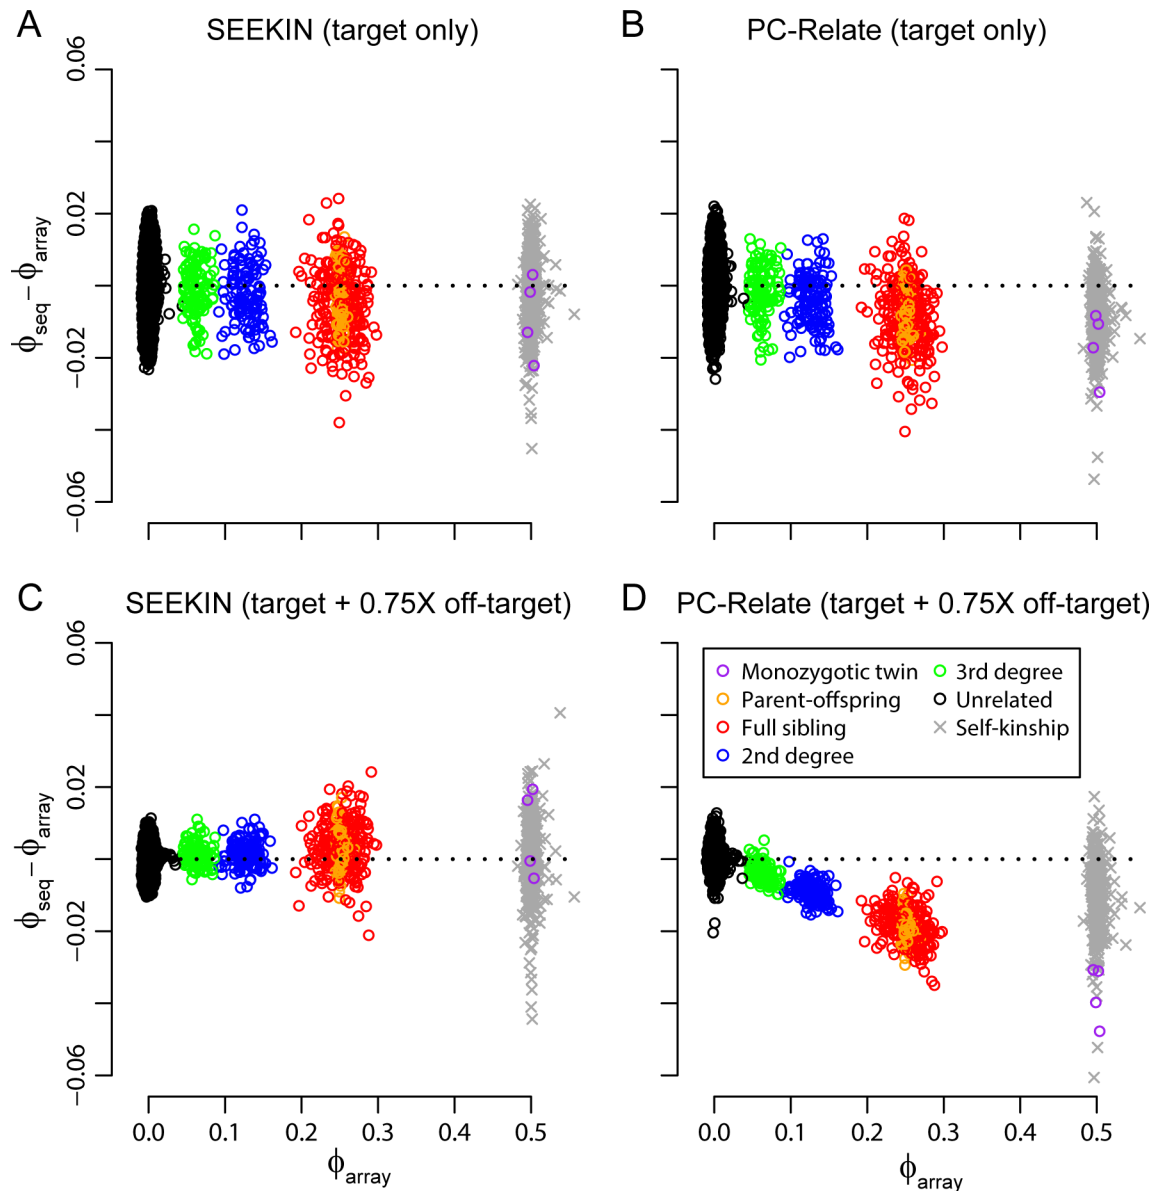 A
SEEKIN (target only)
B
PC-Relate (target only)
0.06
0.02
−0.02
−0.06
ϕseq − ϕarray
C
SEEKIN (target + 0.75X off-target)
D
PC-Relate (target + 0.75X off-target)
0.06
0.02
−0.02
−0.06
ϕseq − ϕarray
Monozygotic twin
Parent-offspring
Full sibling
2nd degree
3rd degree
Unrelated
Self-kinship
0.0 0.1 0.2 0.3 0.4 0.5
ϕarray
0.0 0.1 0.2 0.3 0.4 0.5
ϕarray